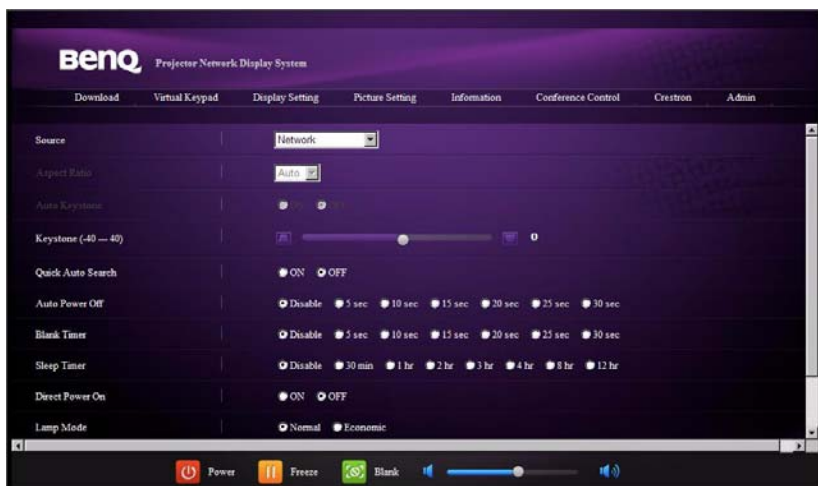 BenQ Projector Network Display System
Download Virtual Keypad Display Setting Picture Setting Information Conference Control Crestron Admin
Source Network
Aspect Ratio Auto
Auto Keystone
Keystone (-40 — 40) 0
Quick Auto Search ON OFF
Auto Power Off Disable 5 sec 10 sec 15 sec 20 sec 25 sec 30 sec
Blank Timer Disable 5 sec 10 sec 15 sec 20 sec 25 sec 30 sec
Sleep Timer Disable 30 min 1 hr 2 hr 3 hr 4 hr 8 hr 12 hr
Direct Power On ON OFF
Lamp Mode Normal Economic
Power Freeze Blank